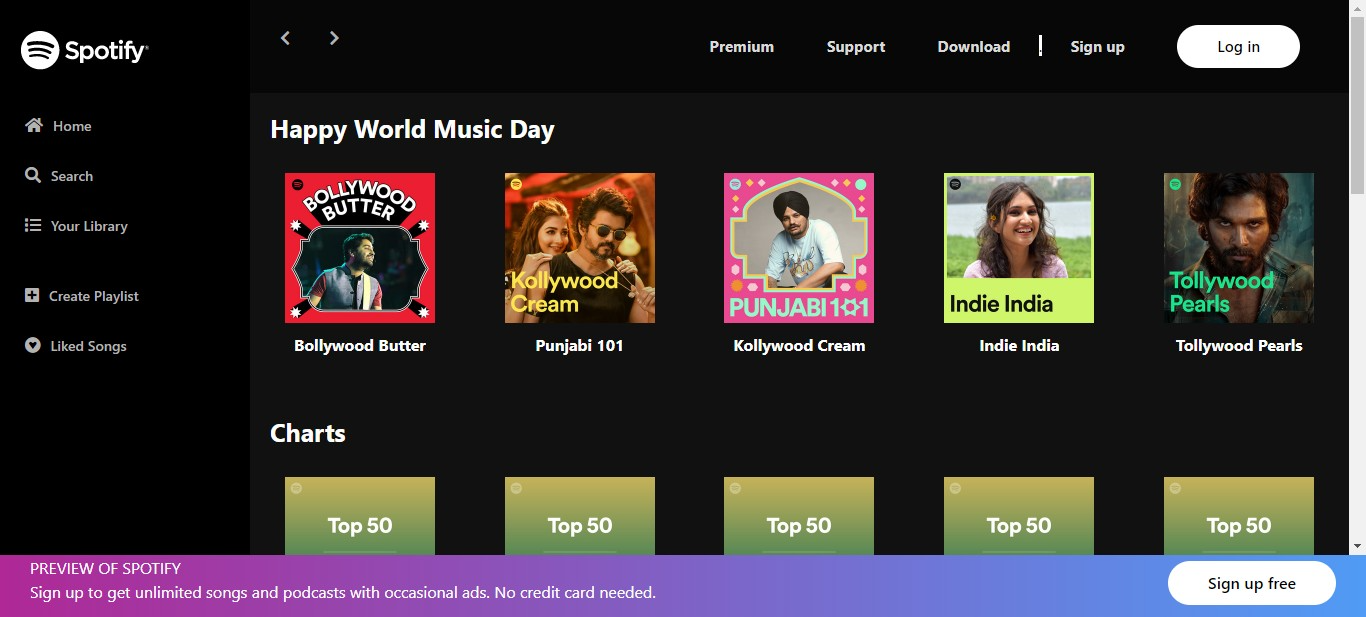 Spotify
Premium
Support
Download
Sign up
Log in
Home
Search
Your Library
Create Playlist
Liked Songs
Happy World Music Day
BOLLYWOOD
BUTTER
Kollywood
Cream
PUNJABI 101
Indie India
Tollywood
Pearls
Bollywood Butter
Punjabi 101
Kollywood Cream
Indie India
Tollywood Pearls
Charts
Top 50
Top 50
Top 50
Top 50
Top 50
PREVIEW OF SPOTIFY
Sign up to get unlimited songs and podcasts with occasional ads. No credit card needed.
Sign up free